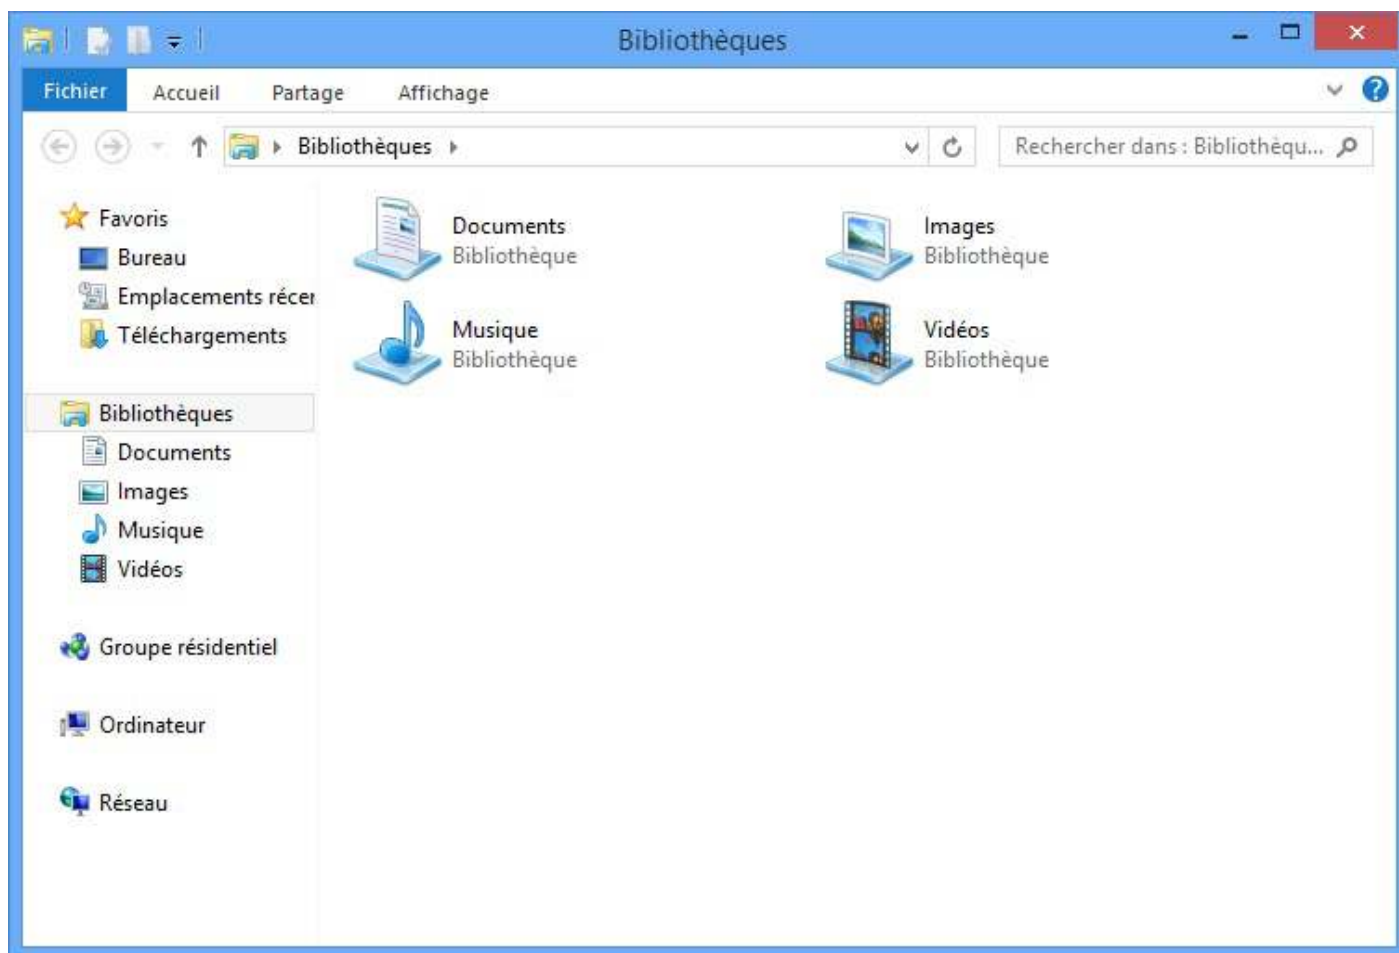 Bibliothèques
Fichier Accueil Partage Affichage
Bibliothèques
Rechercher dans : Bibliothèqu...
Favoris
Bureau
Emplacements récer
Téléchargements
Bibliothèques
Documents
Images
Musique
Vidéos
Groupe résidentiel
Ordinateur
Réseau
Documents
Bibliothèque
Images
Bibliothèque
Musique
Bibliothèque
Vidéos
Bibliothèque